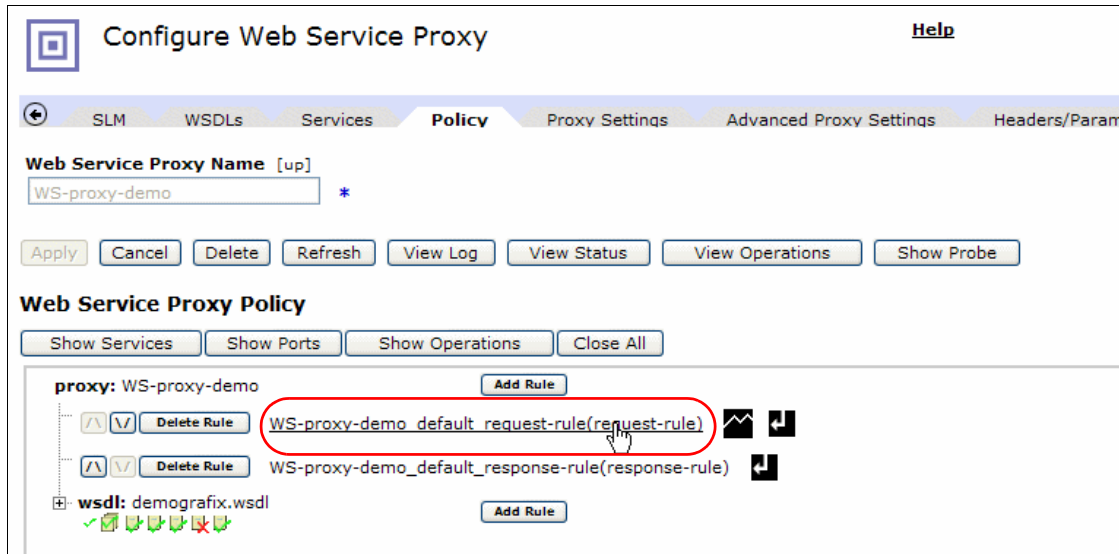 Configure Web Service Proxy
Help
SLM WSDLs Services Policy Proxy Settings Advanced Proxy Settings Headers/Param
Web Service Proxy Name [up]
WS-proxy-demo *
Apply Cancel Delete Refresh View Log View Status View Operations Show Probe
Web Service Proxy Policy
Show Services Show Ports Show Operations Close All
proxy: WS-proxy-demo Add Rule
/\ \/ Delete Rule WS-proxy-demo_default_request-rule(request-rule)
/\ \/ Delete Rule WS-proxy-demo_default_response-rule(response-rule)
wsdl: demografix.wsdl Add Rule